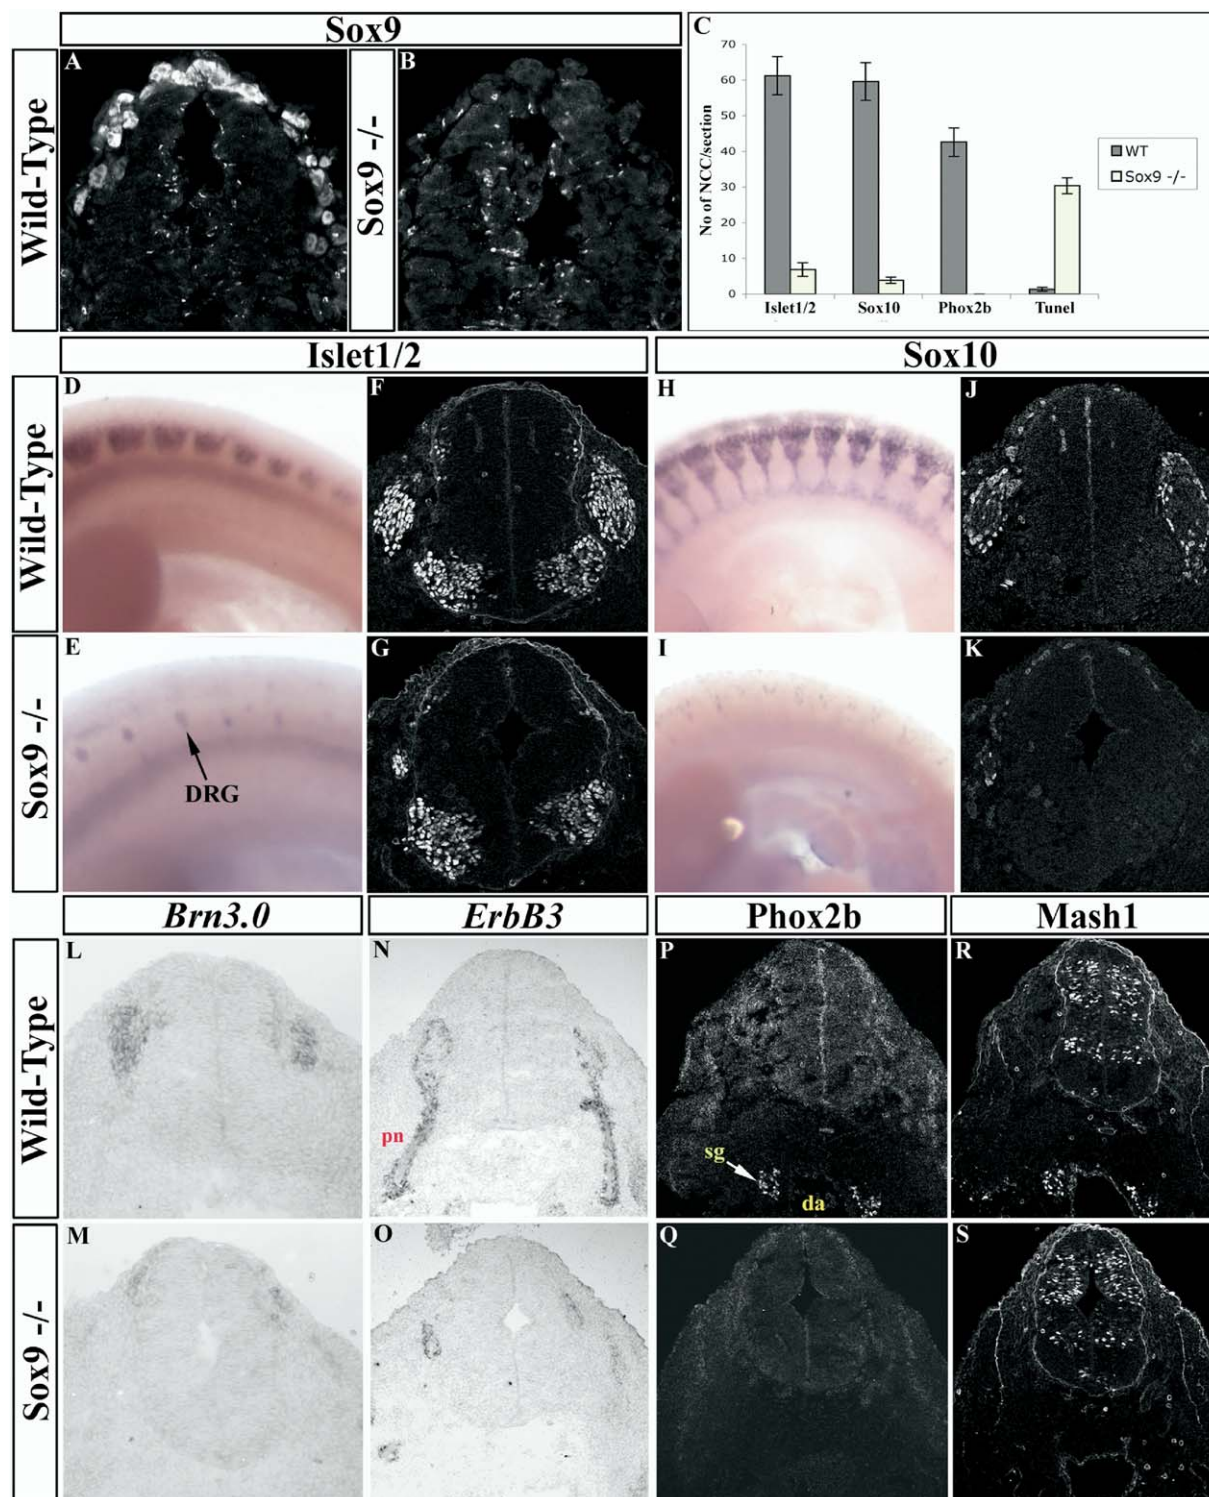 Sox9
Wild-Type
A
Sox9 -/-
B
C
No of NCC/section
70
60
50
40
30
20
10
0
Islet1/2 Sox10 Phox2b Tunel
WT
Sox9 -/-
Islet1/2
Sox10
Wild-Type
D
F
H
J
Sox9 -/-
E
DRG
G
I
K
Brn3.0
ErbB3
Phox2b
Mash1
Wild-Type
L
N
pn
P
sg
da
R
Sox9 -/-
M
O
Q
S